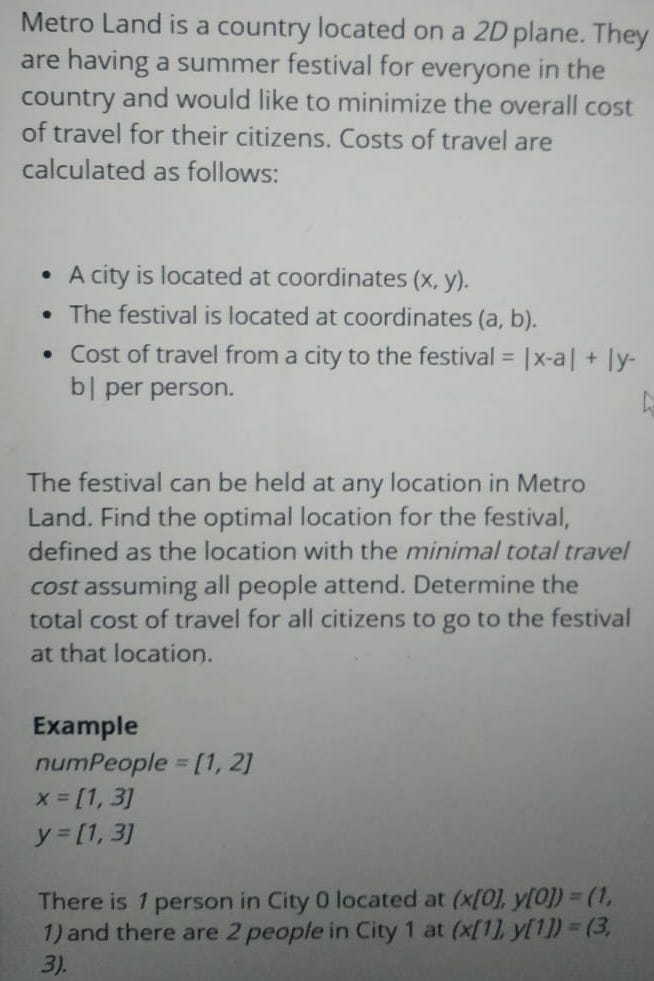 Metro Land is a country located on a 2D plane. They
are having a summer festival for everyone in the
country and would like to minimize the overall cost
of travel for their citizens. Costs of travel are
calculated as follows:
• A city is located at coordinates (x, y).
• The festival is located at coordinates (a, b).
• Cost of travel from a city to the festival = |x-a| + |y-
b| per person.
The festival can be held at any location in Metro
Land. Find the optimal location for the festival,
defined as the location with the minimal total travel
cost assuming all people attend. Determine the
total cost of travel for all citizens to go to the festival
at that location.
Example
numPeople = [1, 2]
x = [1, 3]
y = [1, 3]
There is 1 person in City 0 located at (x[0], y[0]) = (1,
1) and there are 2 people in City 1 at (x[1], y[1]) = (3,
3).